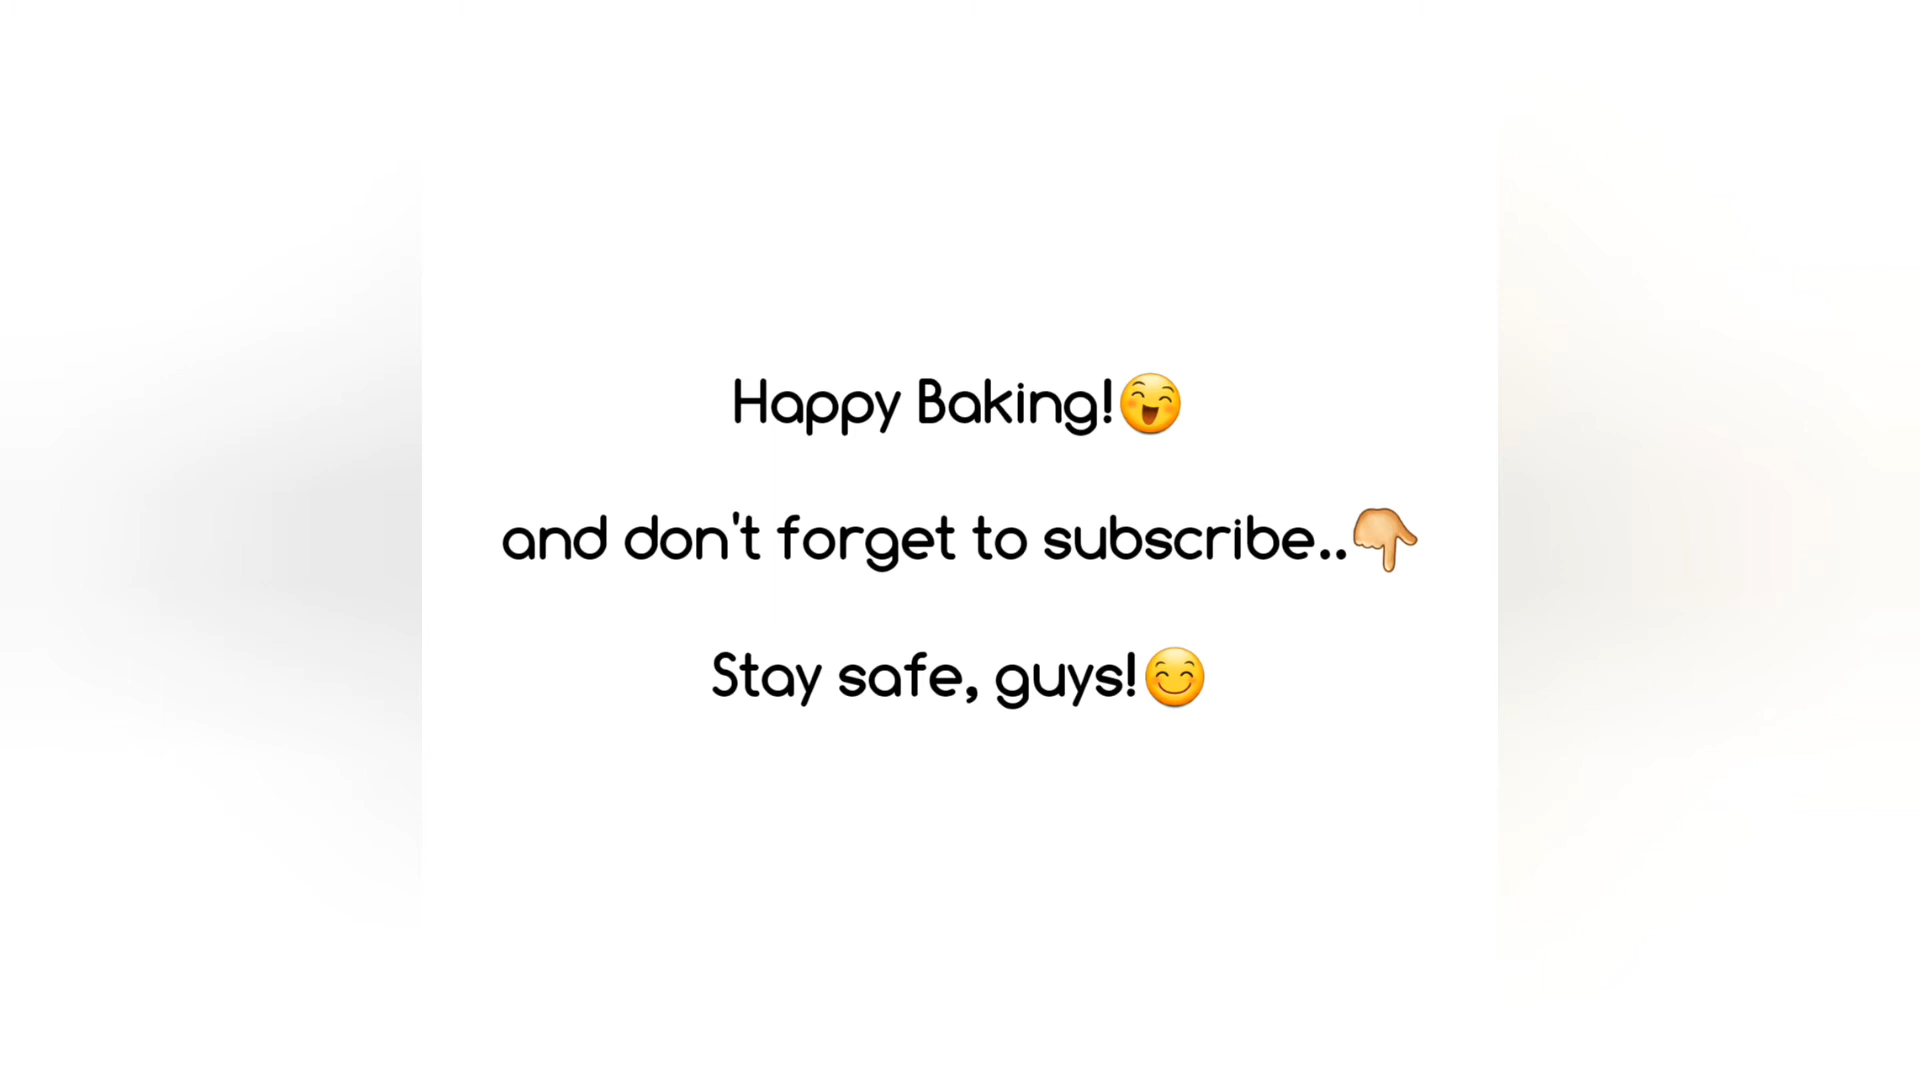 Happy Baking!😄
and don't forget to subscribe..👇🏼
Stay safe, guys!😊